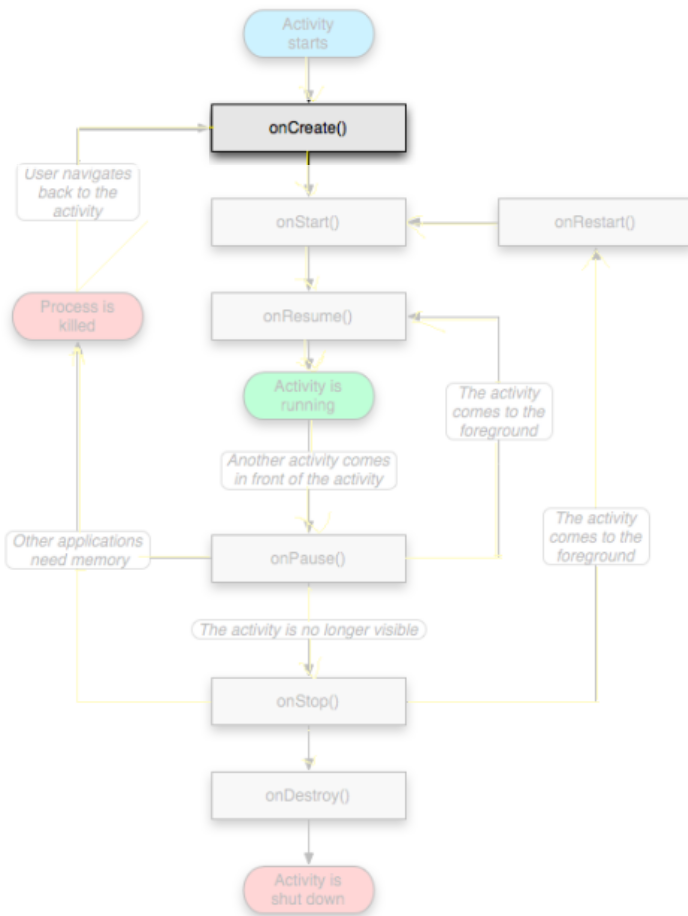 Activity
starts
onCreate()
User navigates
back to the
activity
onStart()
onRestart()
Process is
killed
onResume()
Activity is
running
The activity
comes to the
foreground
Another activity comes
in front of the activity
Other applications
need memory
onPause()
The activity
comes to the
foreground
The activity is no longer visible
onStop()
onDestroy()
Activity is
shut down